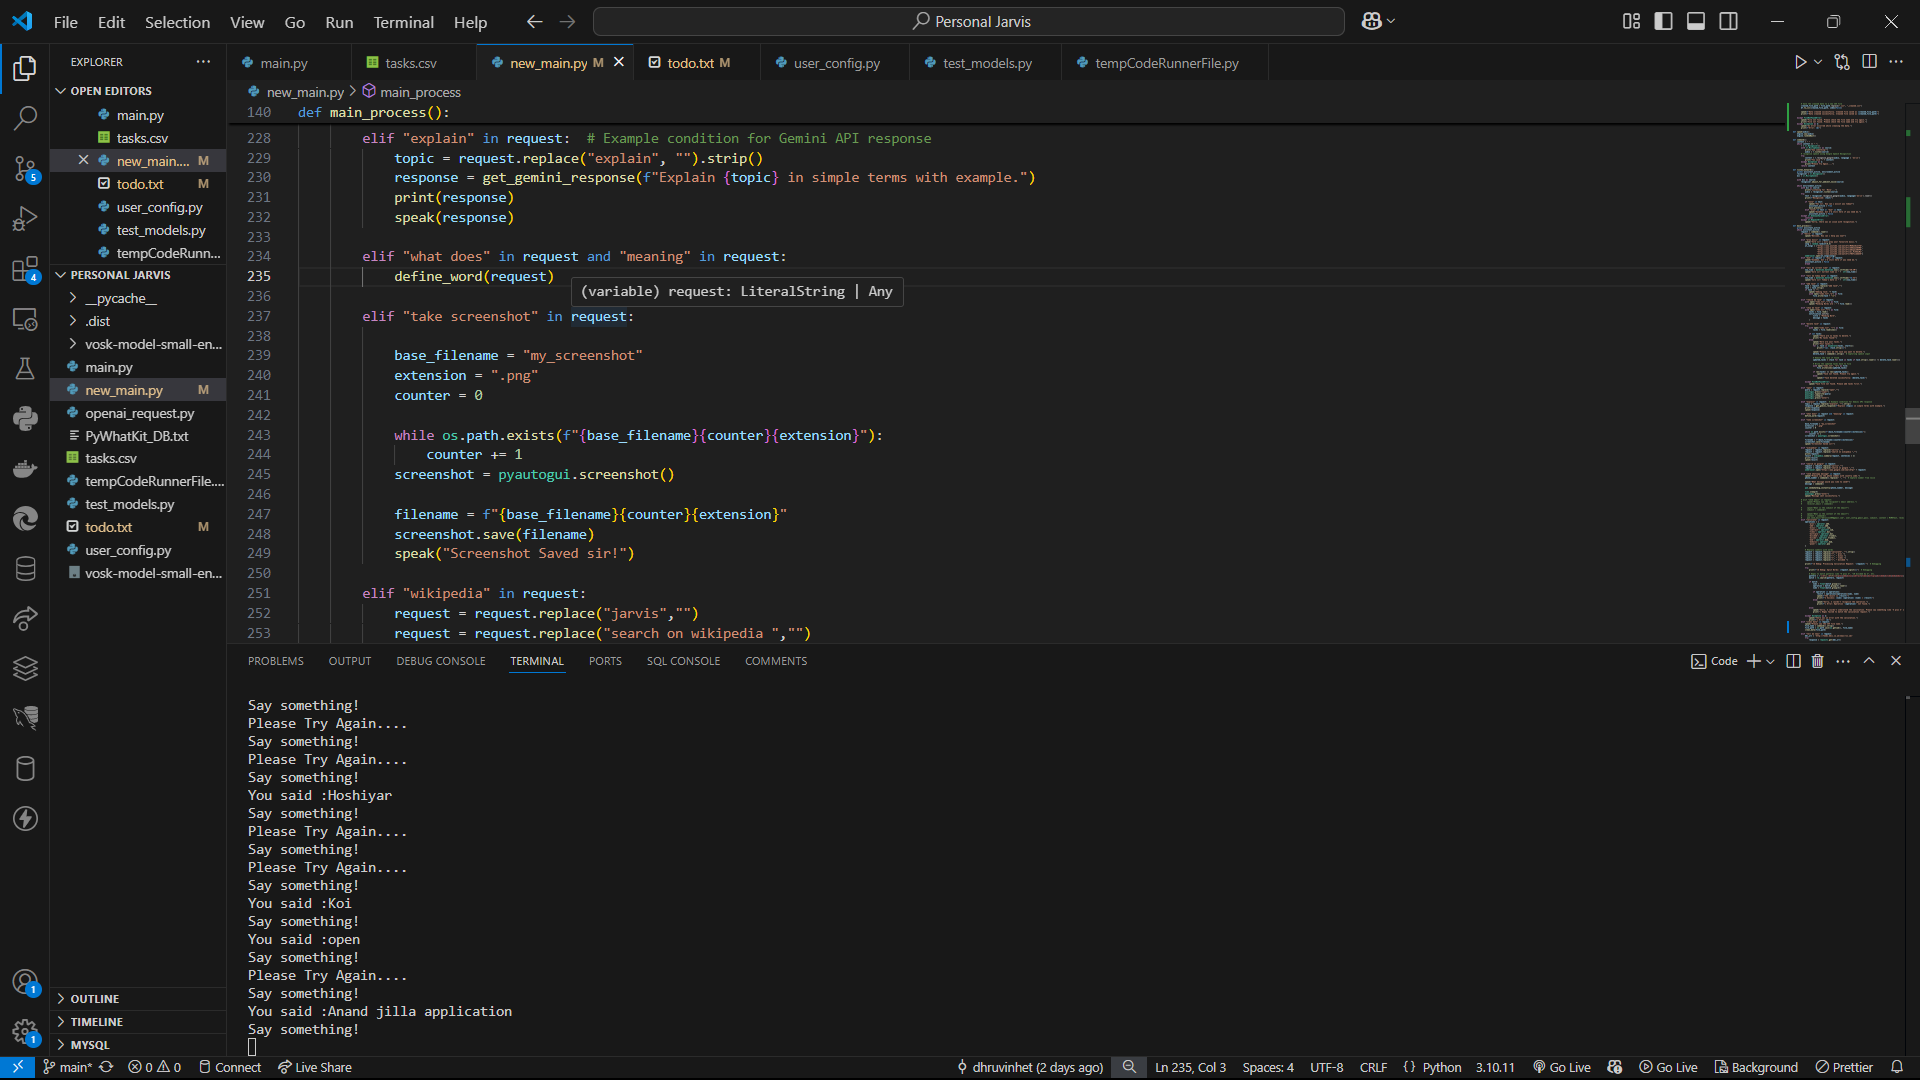 File Edit Selection View Go Run Terminal Help
Personal Jarvis
EXPLORER
OPEN EDITORS
main.py
tasks.csv
new_main.... M
todo.txt M
user_config.py
test_models.py
tempCodeRunn...
PERSONAL JARVIS
__pycache__
.dist
vosk-model-small-en...
main.py
new_main.py M
openai_request.py
PyWhatKit_DB.txt
tasks.csv
tempCodeRunnerFile....
test_models.py
todo.txt M
user_config.py
vosk-model-small-en...
OUTLINE
TIMELINE
MYSQL
5
4
1
1
main.py tasks.csv new_main.py M todo.txt M user_config.py test_models.py tempCodeRunnerFile.py
new_main.py > main_process
140 def main_process():
228 elif "explain" in request: # Example condition for Gemini API response
229 topic = request.replace("explain", "").strip()
230 response = get_gemini_response(f"Explain {topic} in simple terms with example.")
231 print(response)
232 speak(response)
233
234 elif "what does" in request and "meaning" in request:
235 define_word(request)
236 (variable) request: LiteralString | Any
237 elif "take screenshot" in request:
238
239 base_filename = "my_screenshot"
240 extension = ".png"
241 counter = 0
242
243 while os.path.exists(f"{base_filename}{counter}{extension}"):
244 counter += 1
245 screenshot = pyautogui.screenshot()
246
247 filename = f"{base_filename}{counter}{extension}"
248 screenshot.save(filename)
249 speak("Screenshot Saved sir!")
250
251 elif "wikipedia" in request:
252 request = request.replace("jarvis","")
253 request = request.replace("search on wikipedia ","")
PROBLEMS OUTPUT DEBUG CONSOLE TERMINAL PORTS SQL CONSOLE COMMENTS
Code
Say something!
Please Try Again....
Say something!
Please Try Again....
Say something!
You said :Hoshiyar
Say something!
Please Try Again....
Say something!
Please Try Again....
Say something!
You said :Koi
Say something!
You said :open
Say something!
Please Try Again....
Say something!
You said :Anand jilla application
Say something!
main* 0 0 Connect Live Share dhruvinhet (2 days ago) Ln 235, Col 3 Spaces: 4 UTF-8 CRLF {} Python 3.10.11 Go Live Go Live Background Prettier